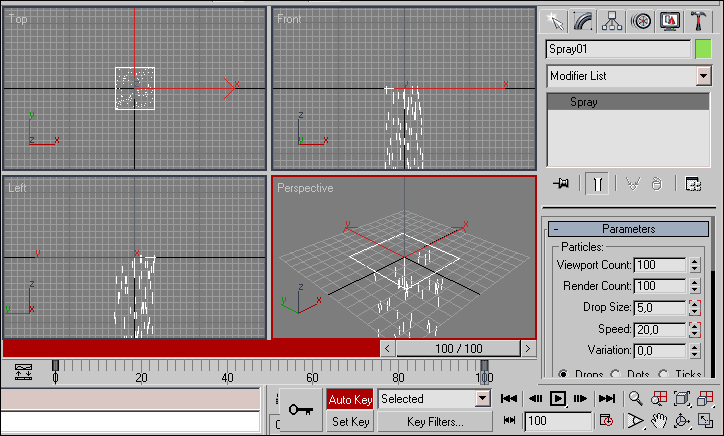 Top
Front
Left
Perspective
Spray01
Modifier List
Spray
Parameters
Particles:
Viewport Count: 100
Render Count: 100
Drop Size: 5,0
Speed: 20,0
Variation: 0,0
Drops Dots Ticks
100 / 100
0 20 40 60 80 100
Auto Key
Selected
Set Key
Key Filters...
100